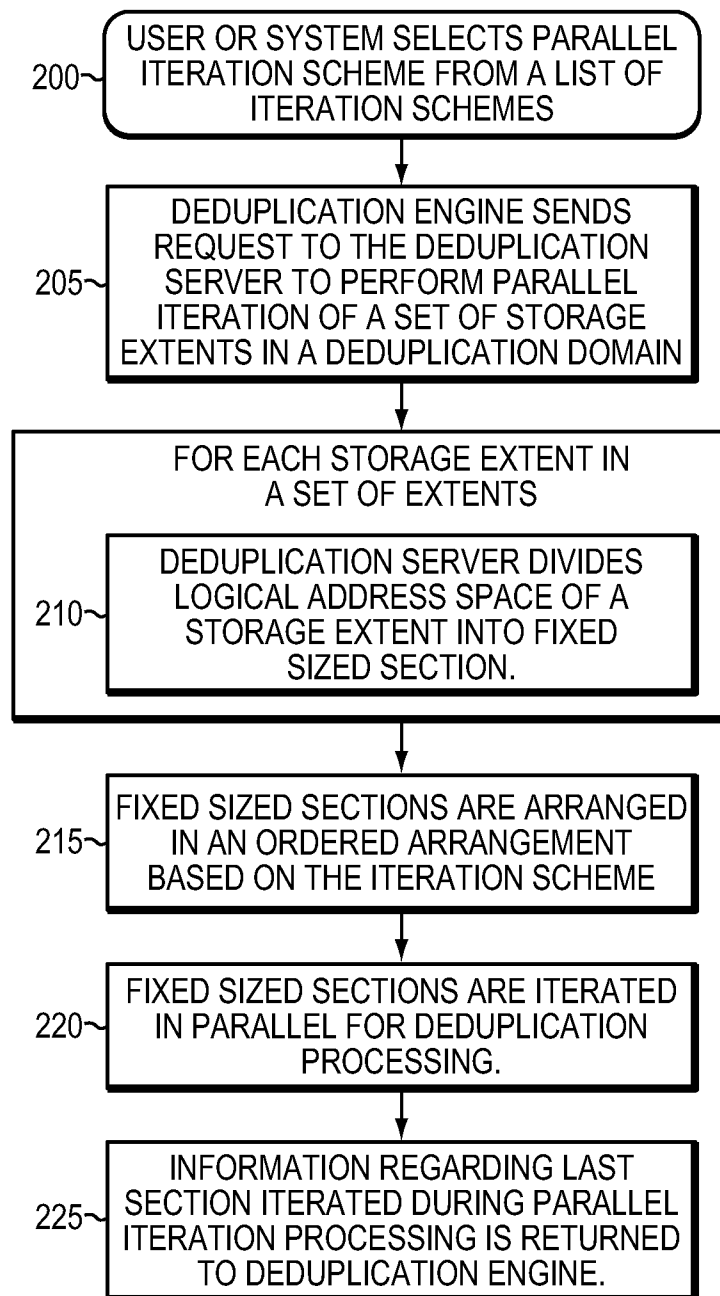 USER OR SYSTEM SELECTS PARALLEL
200 ITERATION SCHEME FROM A LIST OF
ITERATION SCHEMES
DEDUPLICATION ENGINE SENDS
REQUEST TO THE DEDUPLICATION
205 SERVER TO PERFORM PARALLEL
ITERATION OF A SET OF STORAGE
EXTENTS IN A DEDUPLICATION DOMAIN
FOR EACH STORAGE EXTENT IN
A SET OF EXTENTS
DEDUPLICATION SERVER DIVIDES
210 LOGICAL ADDRESS SPACE OF A
STORAGE EXTENT INTO FIXED
SIZED SECTION.
FIXED SIZED SECTIONS ARE ARRANGED
215 IN AN ORDERED ARRANGEMENT
BASED ON THE ITERATION SCHEME
FIXED SIZED SECTIONS ARE ITERATED
220 IN PARALLEL FOR DEDUPLICATION
PROCESSING.
INFORMATION REGARDING LAST
225 SECTION ITERATED DURING PARALLEL
ITERATION PROCESSING IS RETURNED
TO DEDUPLICATION ENGINE.